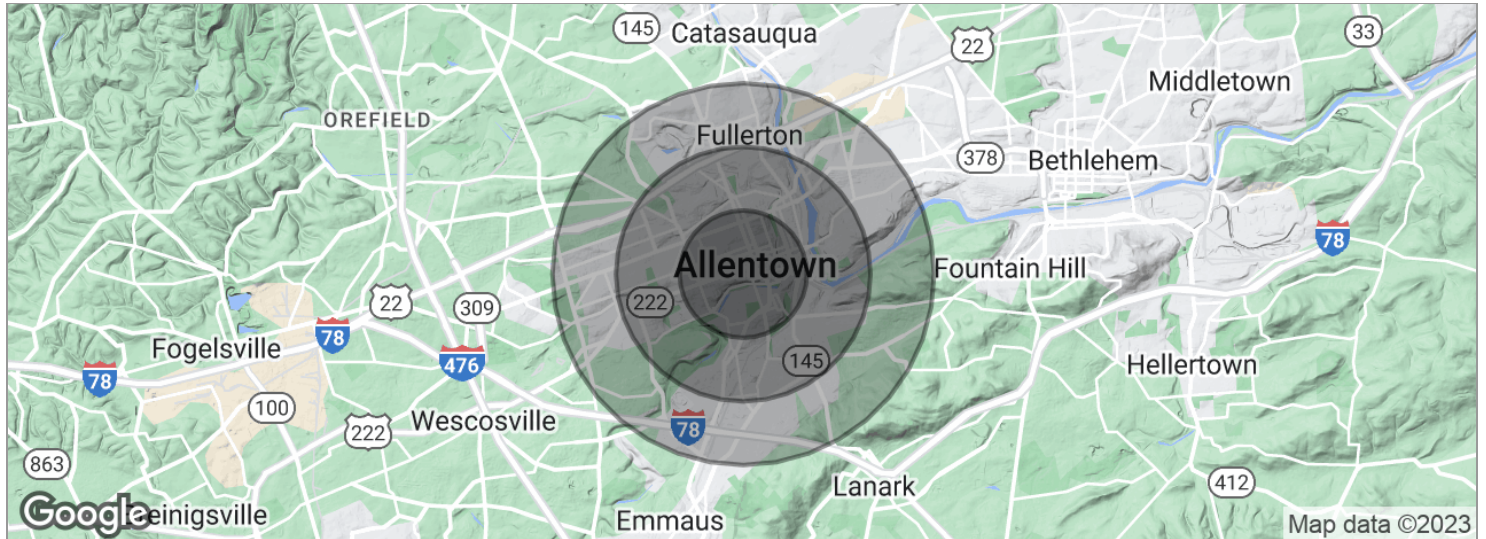 145
Catasauqua
22
33
Middletown
OREFIELD
Fullerton
378
Bethlehem
78
Allentown
Fountain Hill
22
309
222
78
Fogelsville
476
145
Hellertown
78
100
Wescosville
222
78
863
Lanark
412
Google
Breinigsville
Emmaus
Map data ©2023